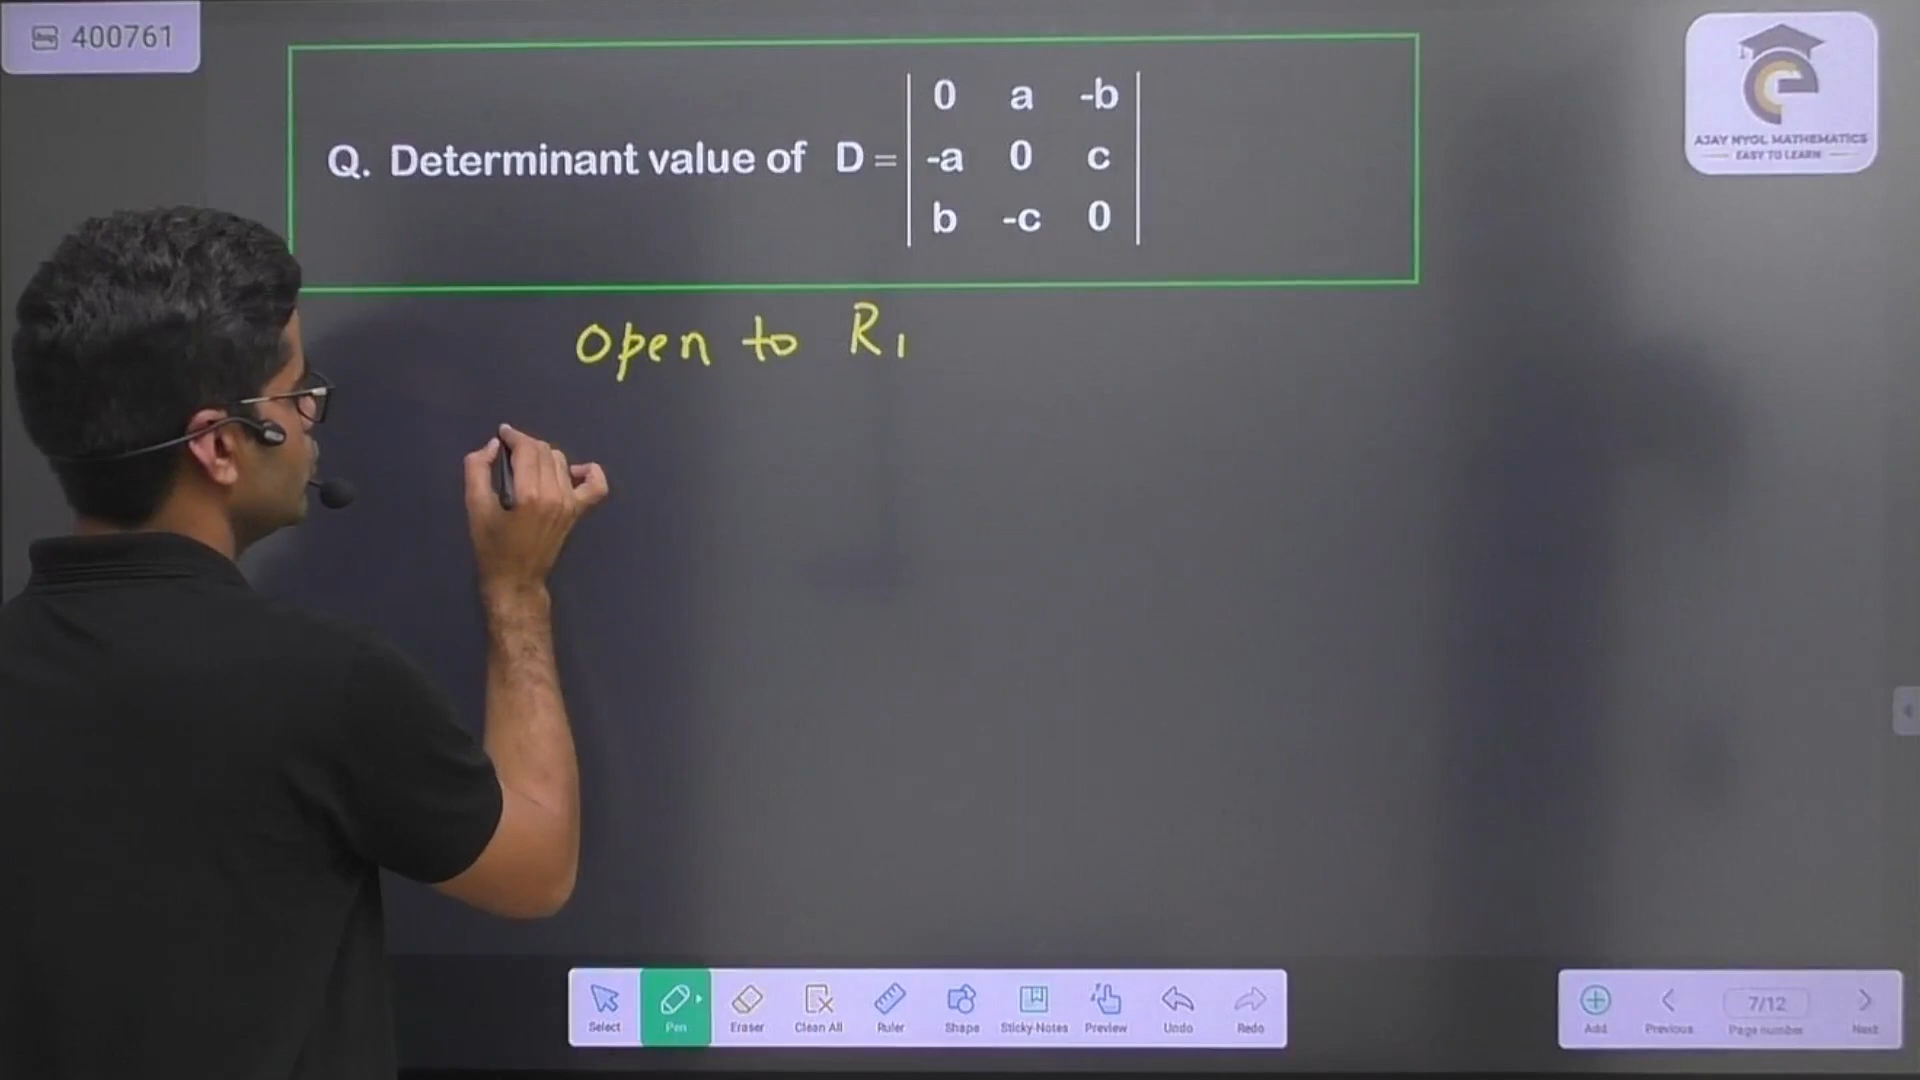 400761
AJAY NYOL MATHEMATICS
EASY TO LEARN
0 a -b
Q. Determinant value of D = -a 0 c
b -c 0
Open to R1
Select Pen Eraser Clean All Ruler Shape Sticky-Notes Preview Undo Redo
7/12
Add Previous Page number Next